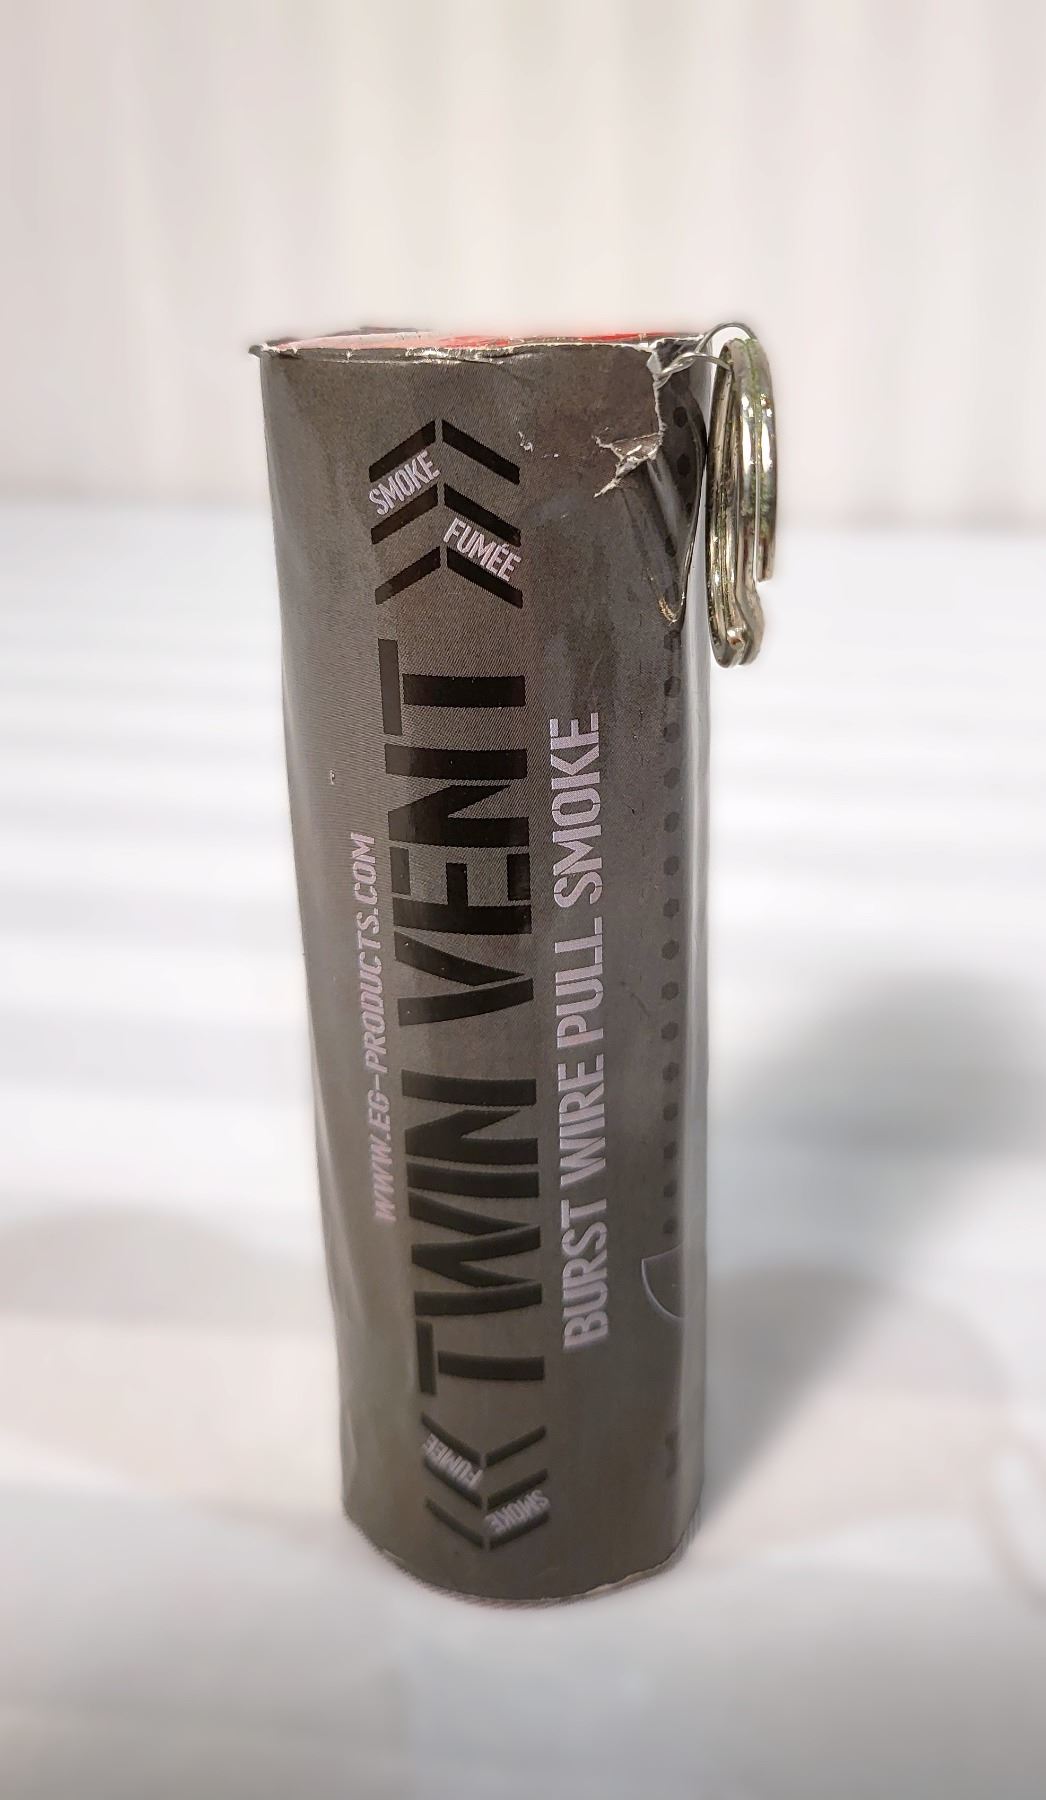 SMOKE
FUMÉE
WWW.EG-PRODUCTS.COM
TWIN VENT
BURST WIRE PULL SMOKE
FUMÉE
SMOKE